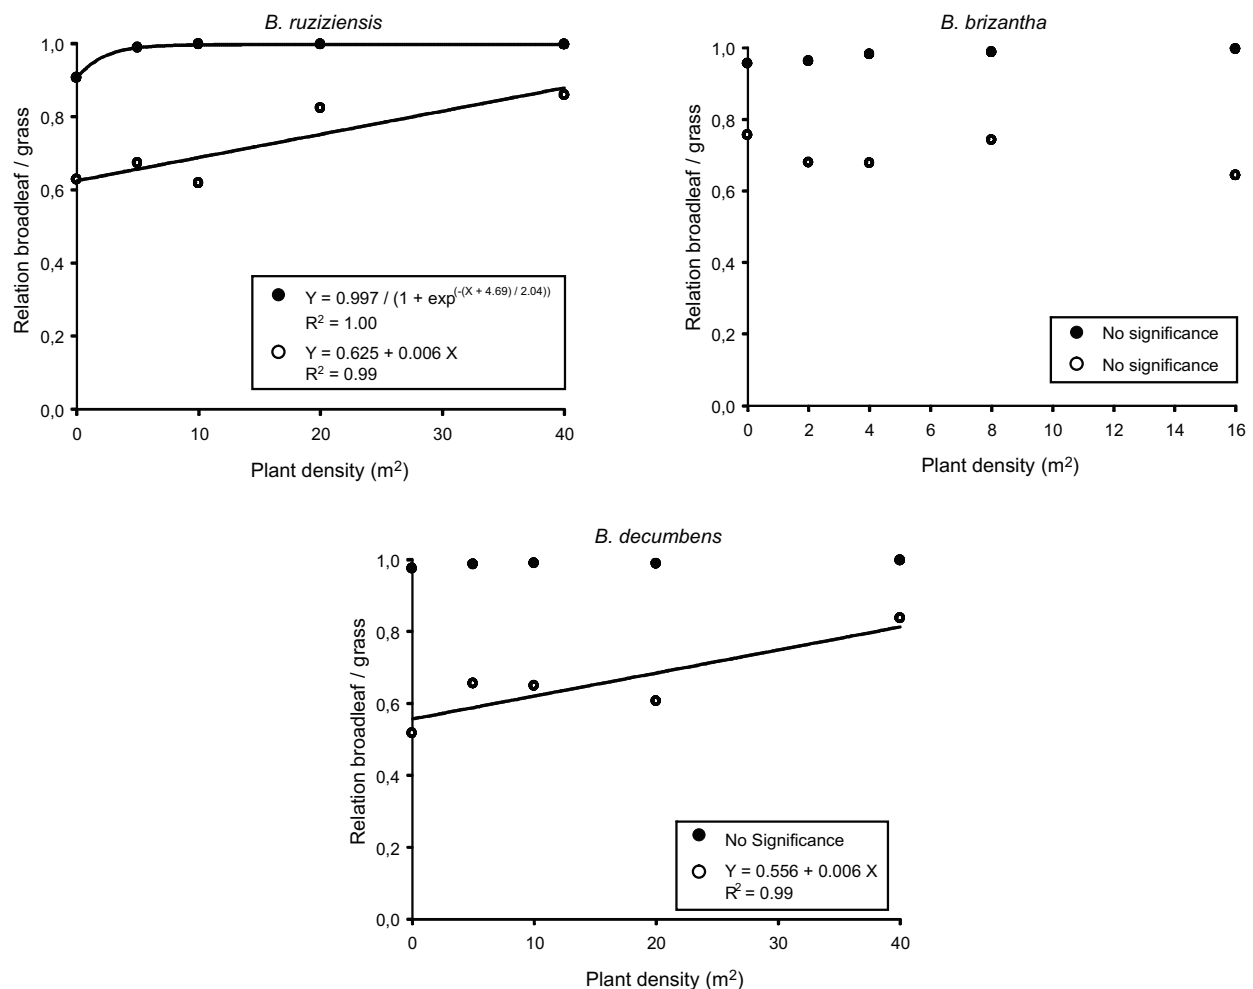 B. ruziziensis
1,0
0,8
0,6
0,4
0,2
0,0
Relation broadleaf / grass
Y = 0.997 / (1 + exp(-(X + 4.69) / 2.04))
R2 = 1.00
Y = 0.625 + 0.006 X
R2 = 0.99
0 10 20 30 40
Plant density (m2)
B. brizantha
1,0
0,8
0,6
0,4
0,2
0,0
Relation broadleaf / grass
No significance
No significance
0 2 4 6 8 10 12 14 16
Plant density (m2)
B. decumbens
1,0
0,8
0,6
0,4
0,2
0,0
Relation broadleaf / grass
No Significance
Y = 0.556 + 0.006 X
R2 = 0.99
0 10 20 40
Plant density (m2)